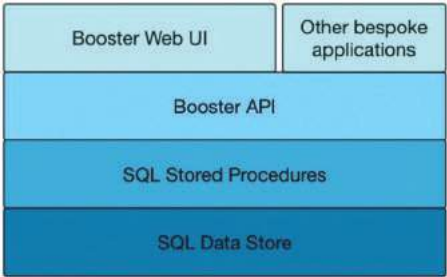 Booster Web UI
Other bespoke
applications
Booster API
SQL Stored Procedures
SQL Data Store